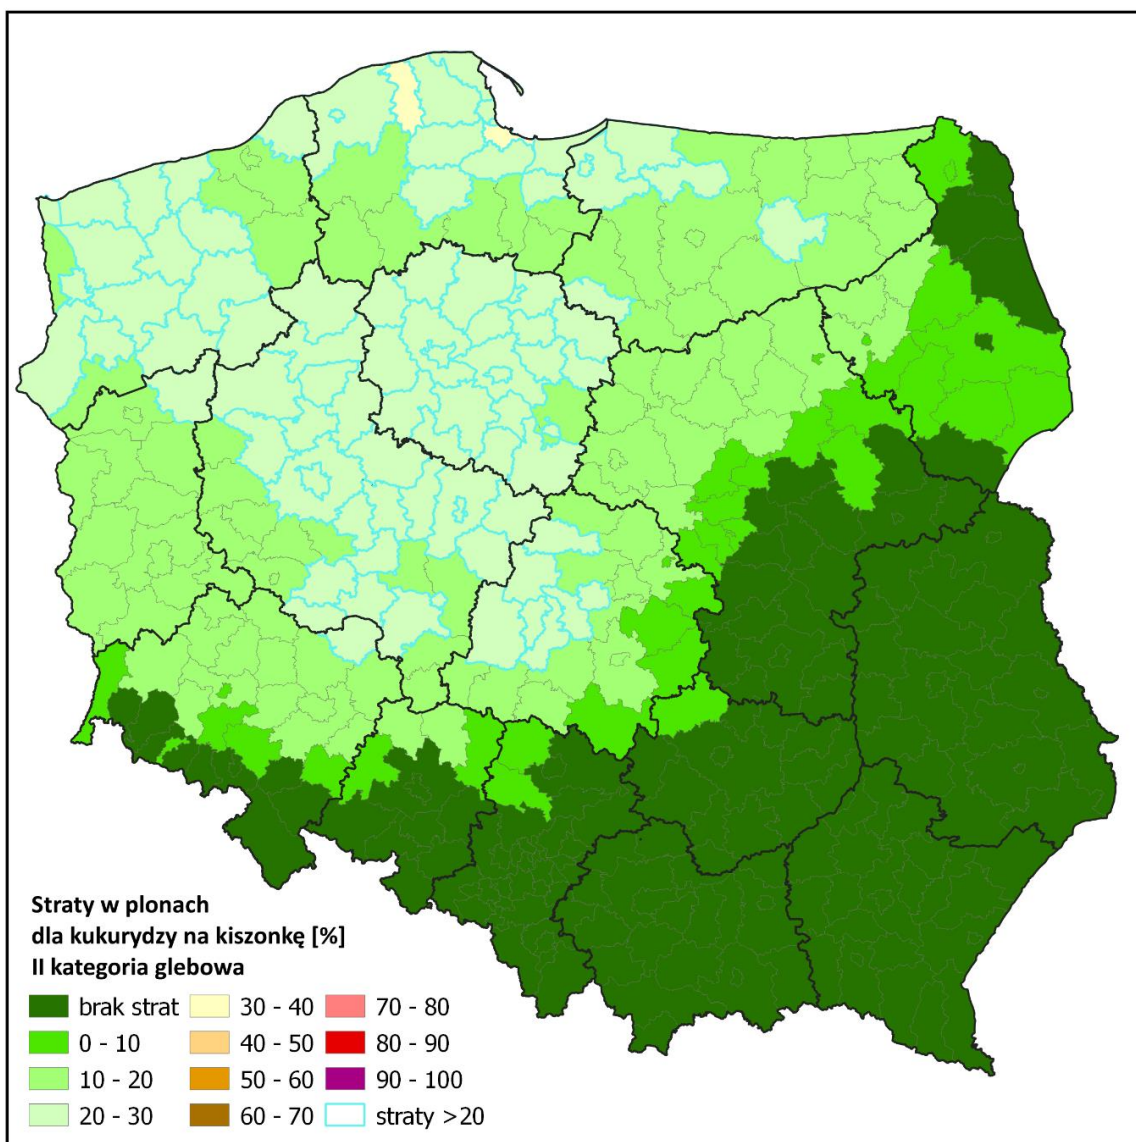 Straty w plonach
dla kukurydzy na kiszonkę [%]
II kategoria glebowa
brak strat
0 - 10
10 - 20
20 - 30
30 - 40
40 - 50
50 - 60
60 - 70
70 - 80
80 - 90
90 - 100
straty >20